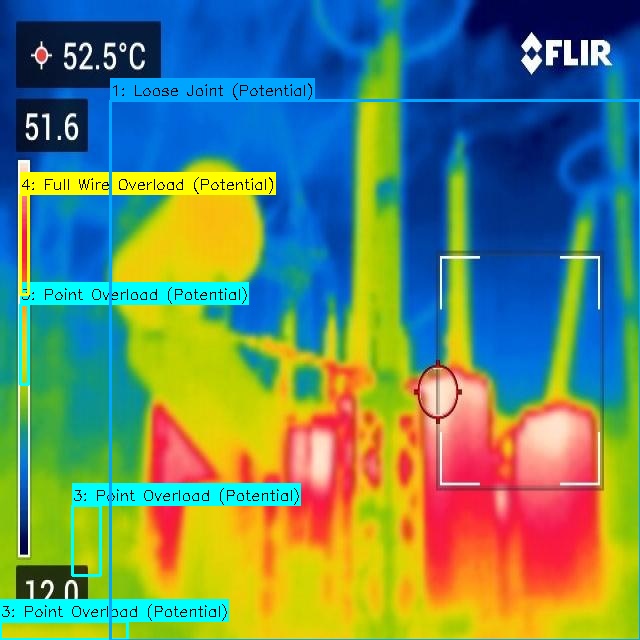 52.5°C
FLIR
1: Loose Joint (Potential)
51.6
4: Full Wire Overload (Potential)
Point Overload (Potential)
3: Point Overload (Potential)
12.0
3: Point Overload (Potential)